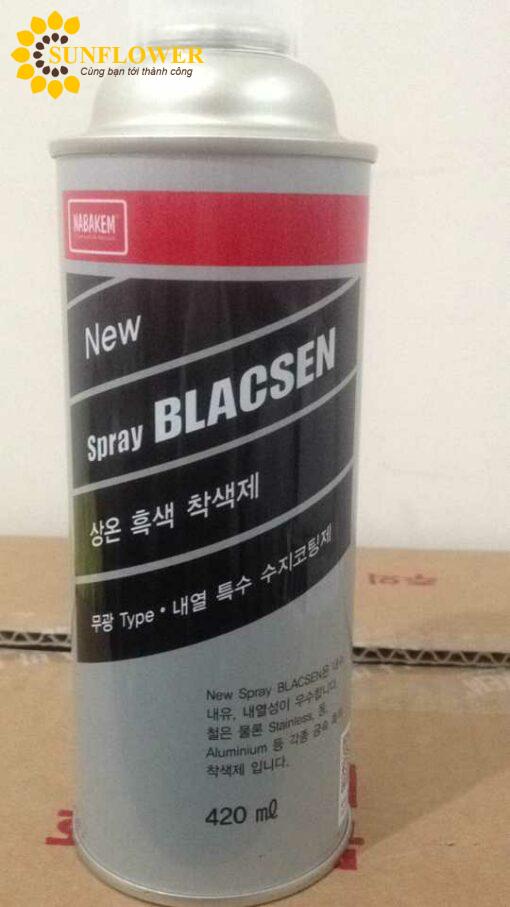 SUNFLOWER
Cùng bạn tới thành công
NABAKEM
New
Spray BLACSEN
상온 흑색 착색제
무광 Type · 내열 특수 수지코팅제
New Spray BLACSEN은
내유, 내열성이 우수합니다.
철은 물론 Stainless, 동,
Aluminium 등 각종 금속
착색제 입니다.
420 ml